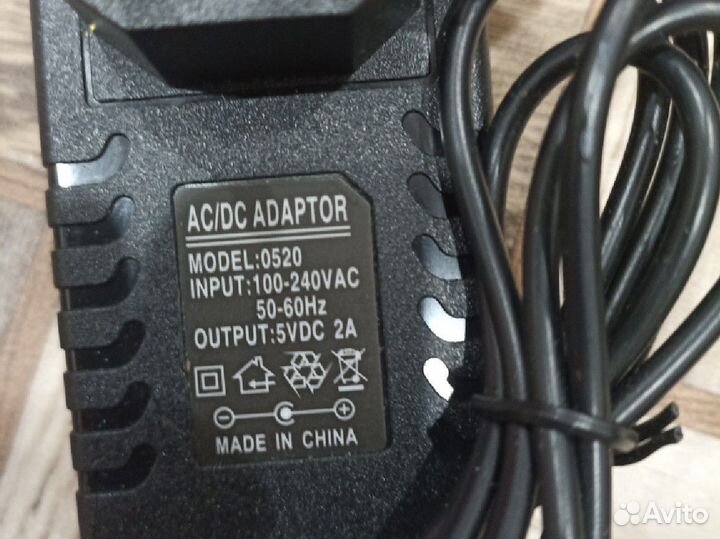 AC/DC ADAPTOR
MODEL:0520
INPUT:100-240VAC
50-60Hz
OUTPUT:5VDC 2A
MADE IN CHINA
Avito